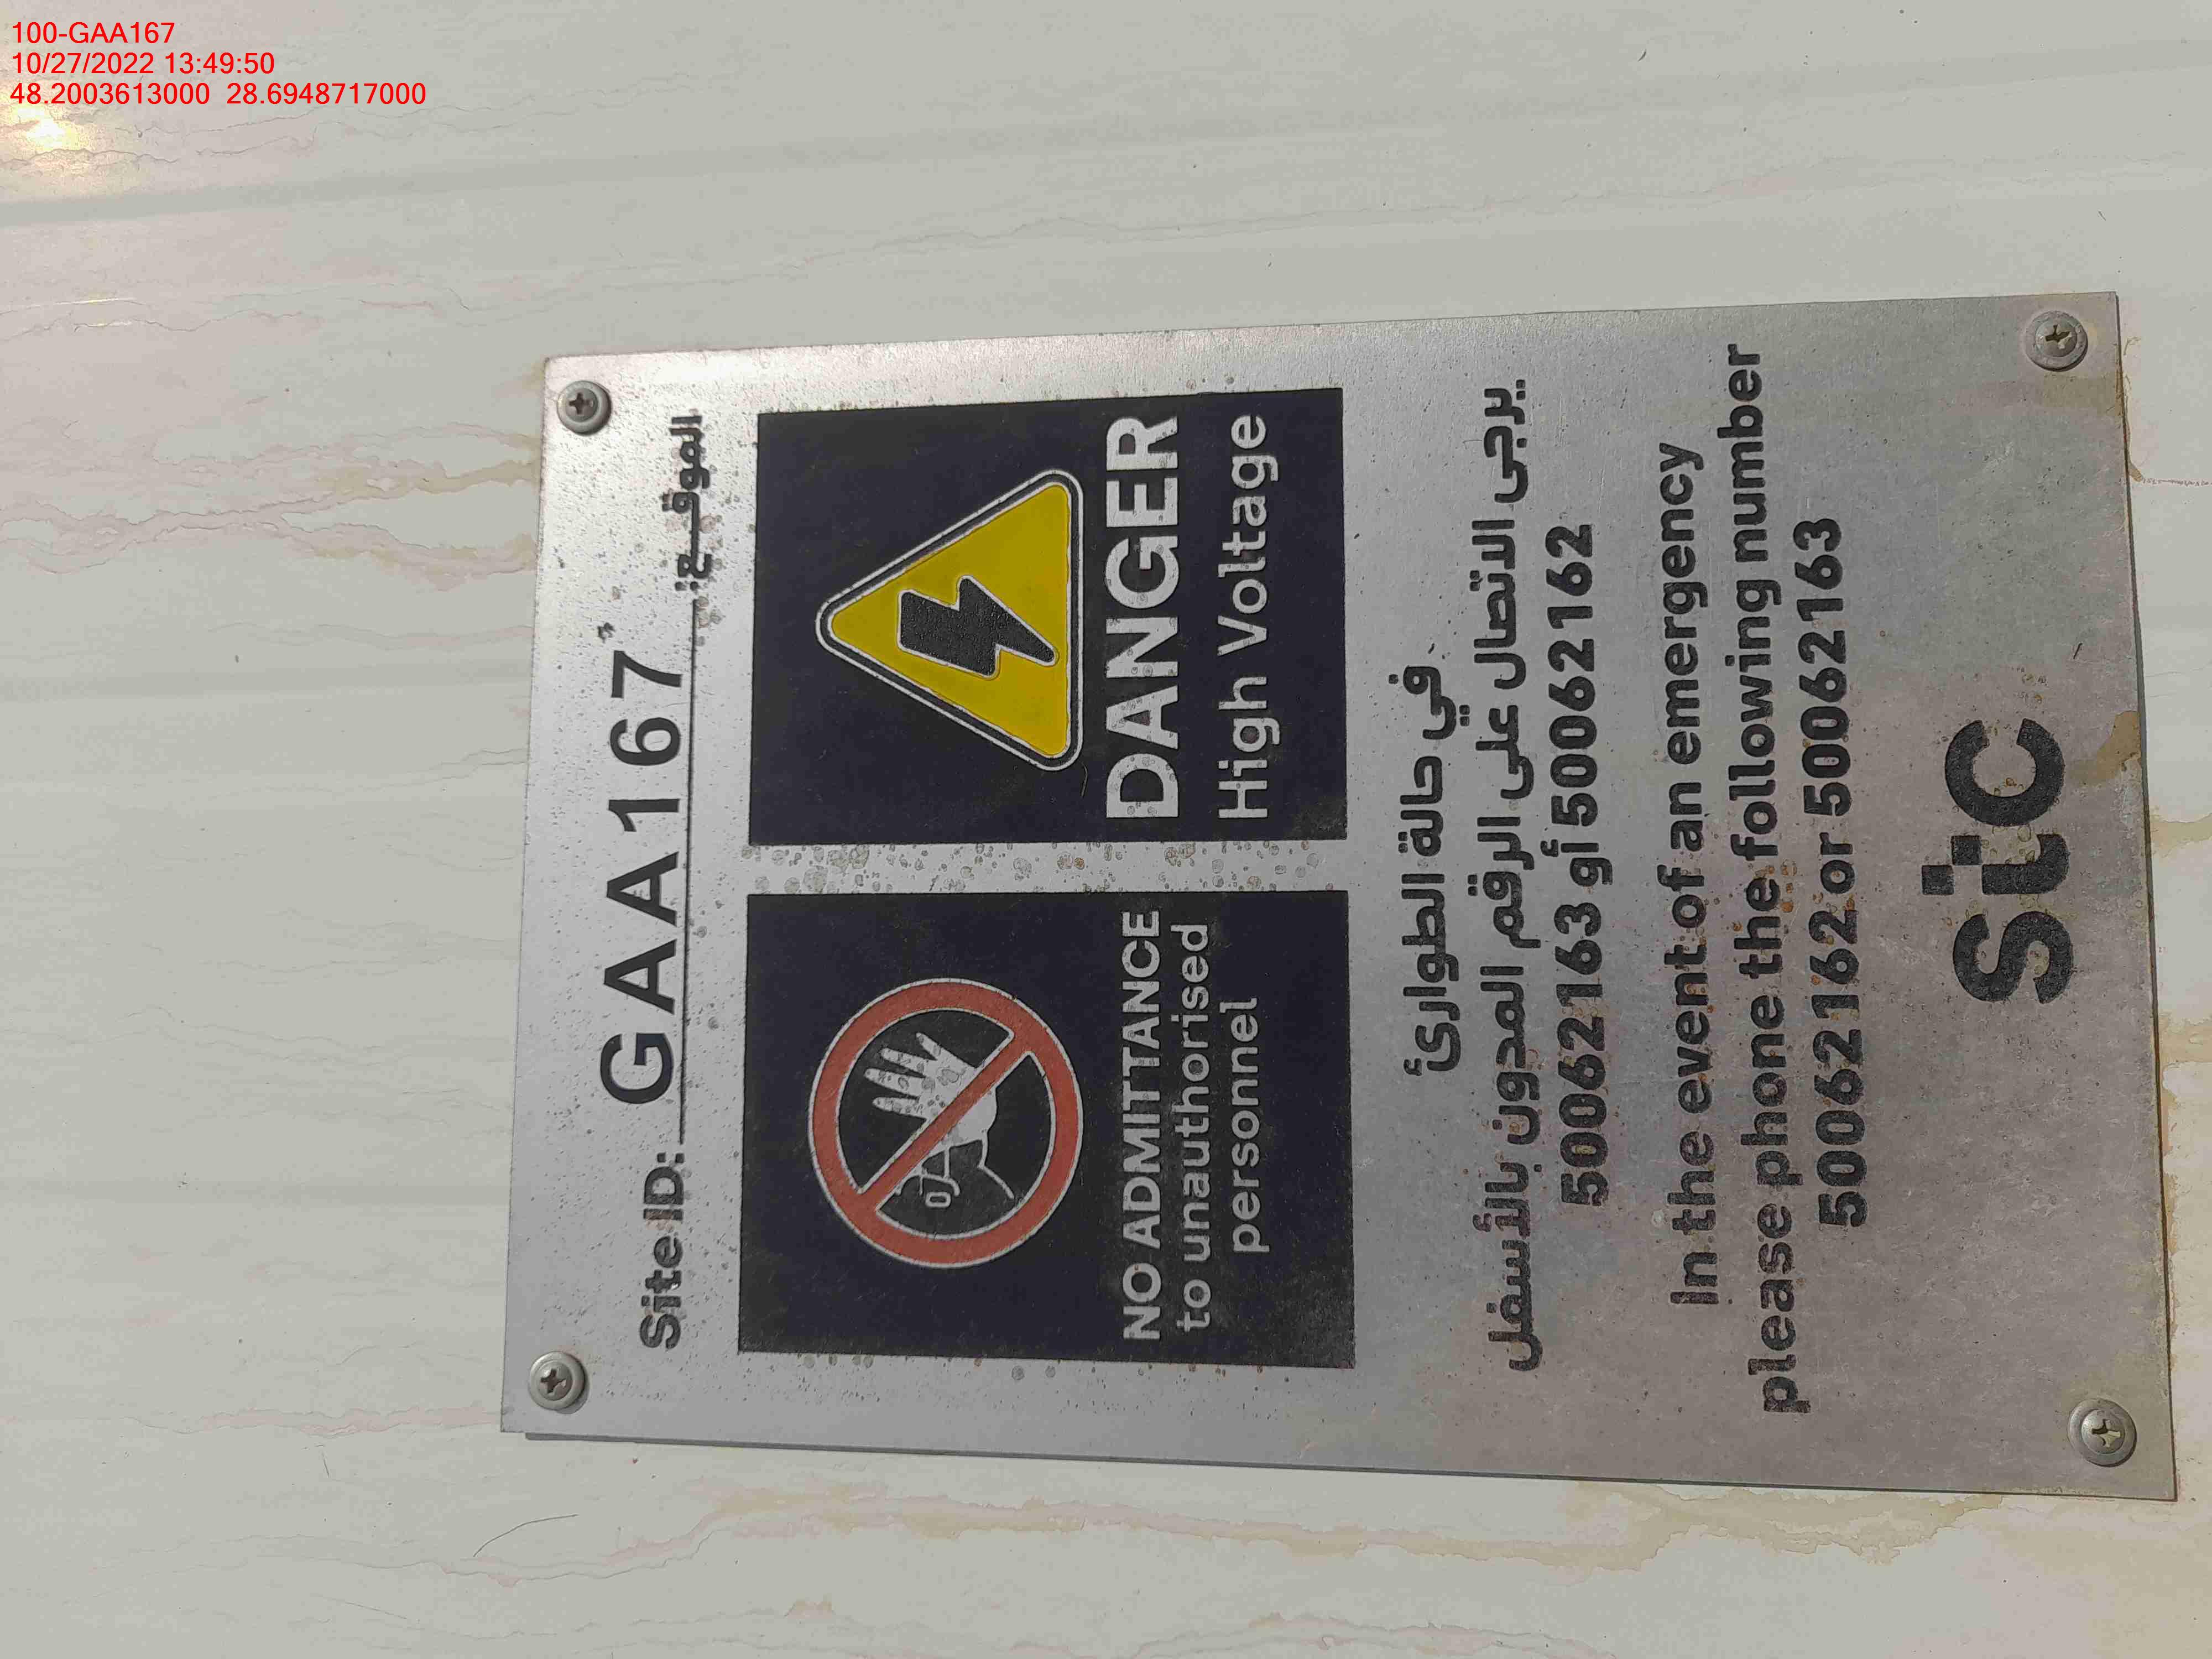 100-GAA167
10/27/2022 13:49:50
48.2003613000 28.6948717000
Site ID: GAA167 الموقع:
NO ADMITTANCE
to unauthorised
personnel
DANGER
High Voltage
في حالة الطوارئ
يرجى الاتصال على الرقم المدون بالأسفل
50062163 أو 50062162
In the event of an emergency
please phone the following number
50062162 or 50062163
stc